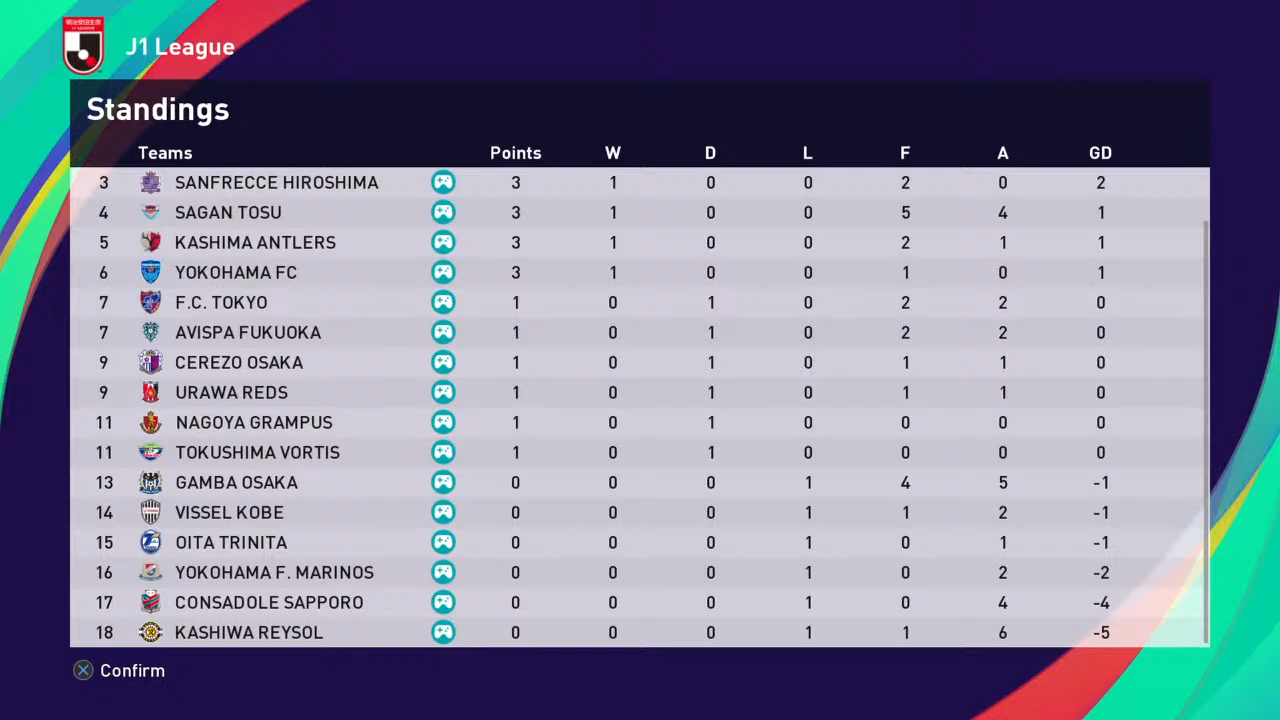 明治安田生命
J1 LEAGUE
J1 League
Standings
Teams Points W D L F A GD
3 SANFRECCE HIROSHIMA 3 1 0 0 2 0 2
4 SAGAN TOSU 3 1 0 0 5 4 1
5 KASHIMA ANTLERS 3 1 0 0 2 1 1
6 YOKOHAMA FC 3 1 0 0 1 0 1
7 F.C. TOKYO 1 0 1 0 2 2 0
7 AVISPA FUKUOKA 1 0 1 0 2 2 0
9 CEREZO OSAKA 1 0 1 0 1 1 0
9 URAWA REDS 1 0 1 0 1 1 0
11 NAGOYA GRAMPUS 1 0 1 0 0 0 0
11 TOKUSHIMA VORTIS 1 0 1 0 0 0 0
13 GAMBA OSAKA 0 0 0 1 4 5 -1
14 VISSEL KOBE 0 0 0 1 1 2 -1
15 OITA TRINITA 0 0 0 1 0 1 -1
16 YOKOHAMA F. MARINOS 0 0 0 1 0 2 -2
17 CONSADOLE SAPPORO 0 0 0 1 0 4 -4
18 KASHIWA REYSOL 0 0 0 1 1 6 -5
Confirm